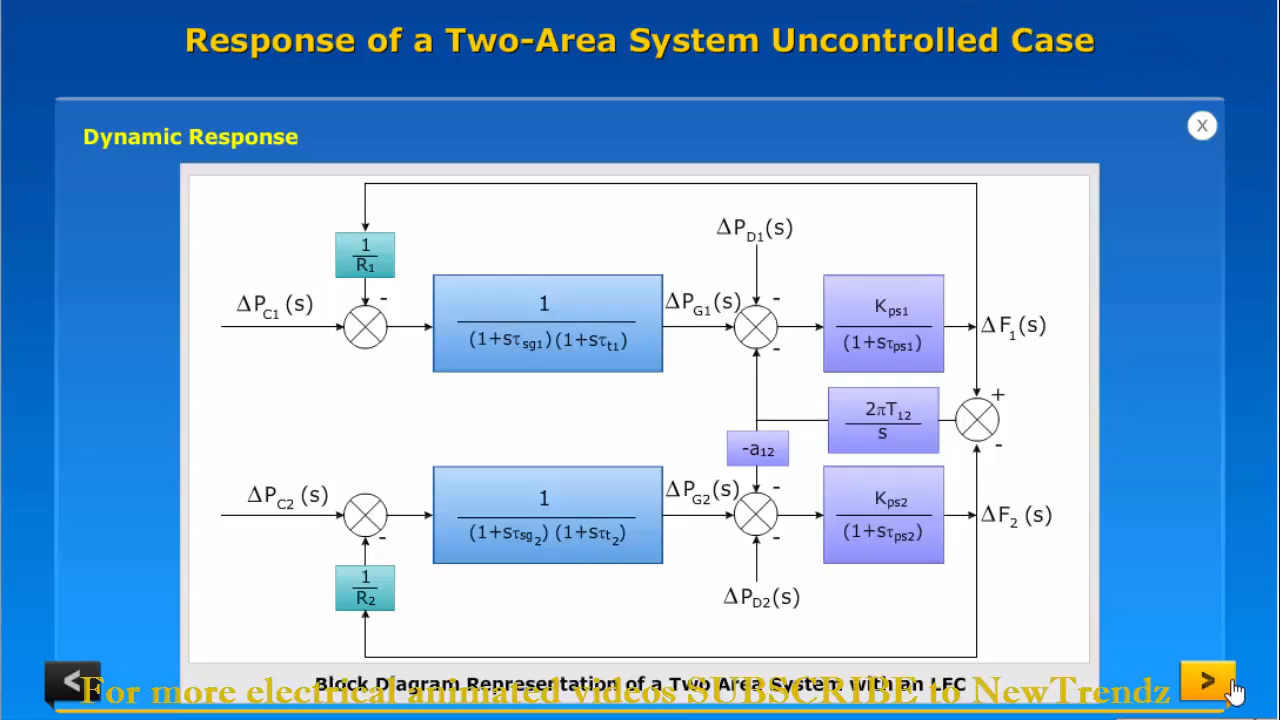 Response of a Two-Area System Uncontrolled Case
X
Dynamic Response
ΔP_D1(s)
1
R₁
-
-
ΔP_C1 (s)
1
(1+sτ_sg1)(1+sτ_t1)
ΔP_G1(s)
K_ps1
(1+sτ_ps1)
ΔF₁(s)
-
+
2πT₁₂
s
-a₁₂
-
ΔP_C2 (s)
1
(1+sτ_sg2) (1+sτ_t2)
ΔP_G2(s)
-
K_ps2
(1+sτ_ps2)
ΔF₂ (s)
-
-
1
R₂
ΔP_D2(s)
<
Block Diagram Representation of a Two Area System with an LFC
For more electrical animated videos SUBSCRIBE to NewTrendz
>